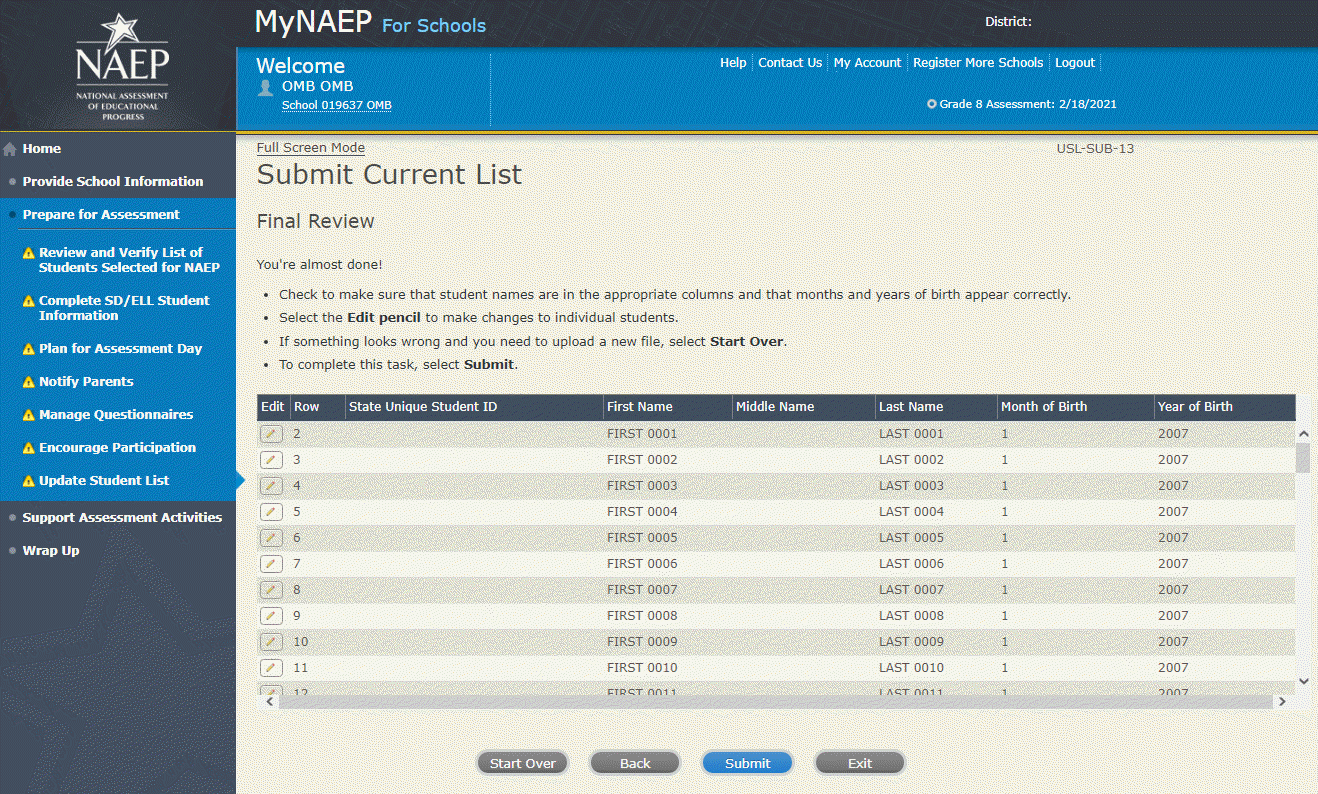 NAEP
NATIONAL ASSESSMENT
OF EDUCATIONAL
PROGRESS
MyNAEP For Schools
District:
Welcome
OMB OMB
School 019637 OMB
Help Contact Us My Account Register More Schools Logout
Grade 8 Assessment: 2/18/2021
Home
Provide School Information
Prepare for Assessment
Review and Verify List of
Students Selected for NAEP
Complete SD/ELL Student
Information
Plan for Assessment Day
Notify Parents
Manage Questionnaires
Encourage Participation
Update Student List
Support Assessment Activities
Wrap Up
Full Screen Mode
USL-SUB-13
Submit Current List
Final Review
You're almost done!
• Check to make sure that student names are in the appropriate columns and that months and years of birth appear correctly.
• Select the Edit pencil to make changes to individual students.
• If something looks wrong and you need to upload a new file, select Start Over.
• To complete this task, select Submit.
Edit Row State Unique Student ID First Name Middle Name Last Name Month of Birth Year of Birth
2 FIRST 0001 LAST 0001 1 2007
3 FIRST 0002 LAST 0002 1 2007
4 FIRST 0003 LAST 0003 1 2007
5 FIRST 0004 LAST 0004 1 2007
6 FIRST 0005 LAST 0005 1 2007
7 FIRST 0006 LAST 0006 1 2007
8 FIRST 0007 LAST 0007 1 2007
9 FIRST 0008 LAST 0008 1 2007
10 FIRST 0009 LAST 0009 1 2007
11 FIRST 0010 LAST 0010 1 2007
12 FIRST 0011 LAST 0011 1 2007
Start Over Back Submit Exit